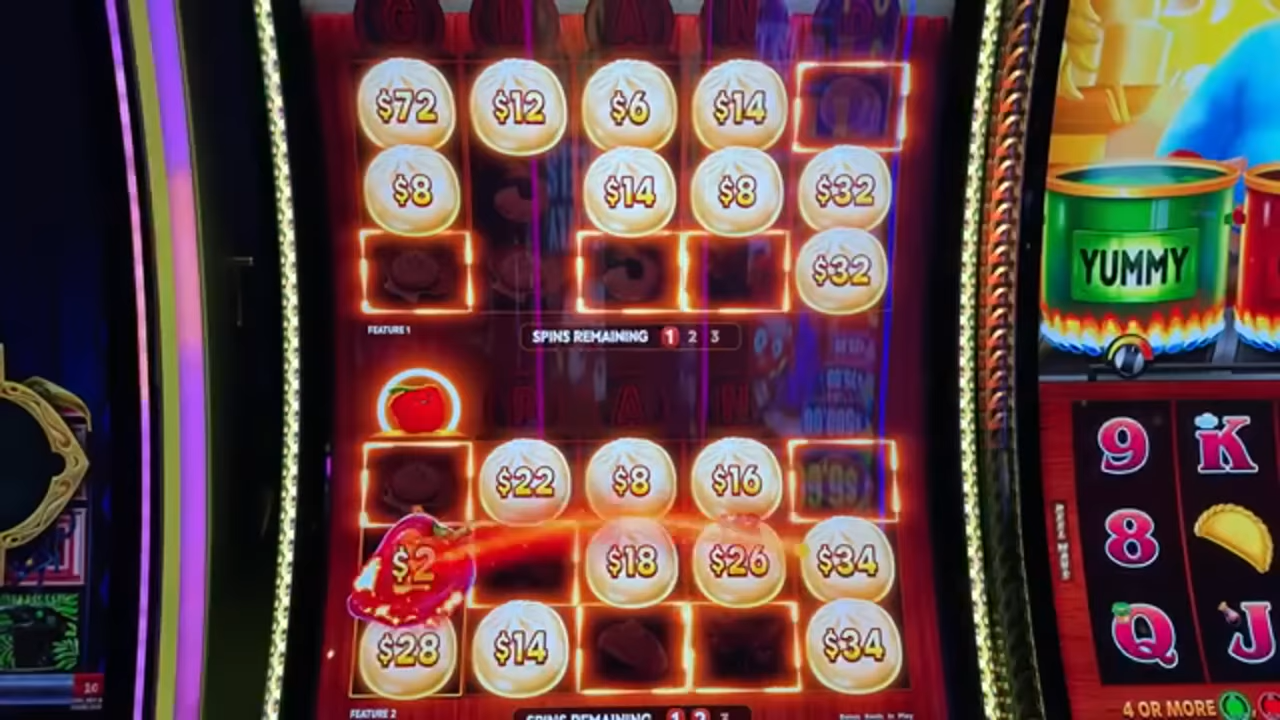 G R A N D
$72 $12 $6 $14
$8 $14 $8 $32
$32
FEATURE 1
SPINS REMAINING 1 2 3
$22 $8 $16
$2 $18 $26 $34
$28 $14 $34
FEATURE 2
SPINS REMAINING 1 2 3
YUMMY
9 K
8
Q J
4 OR MORE